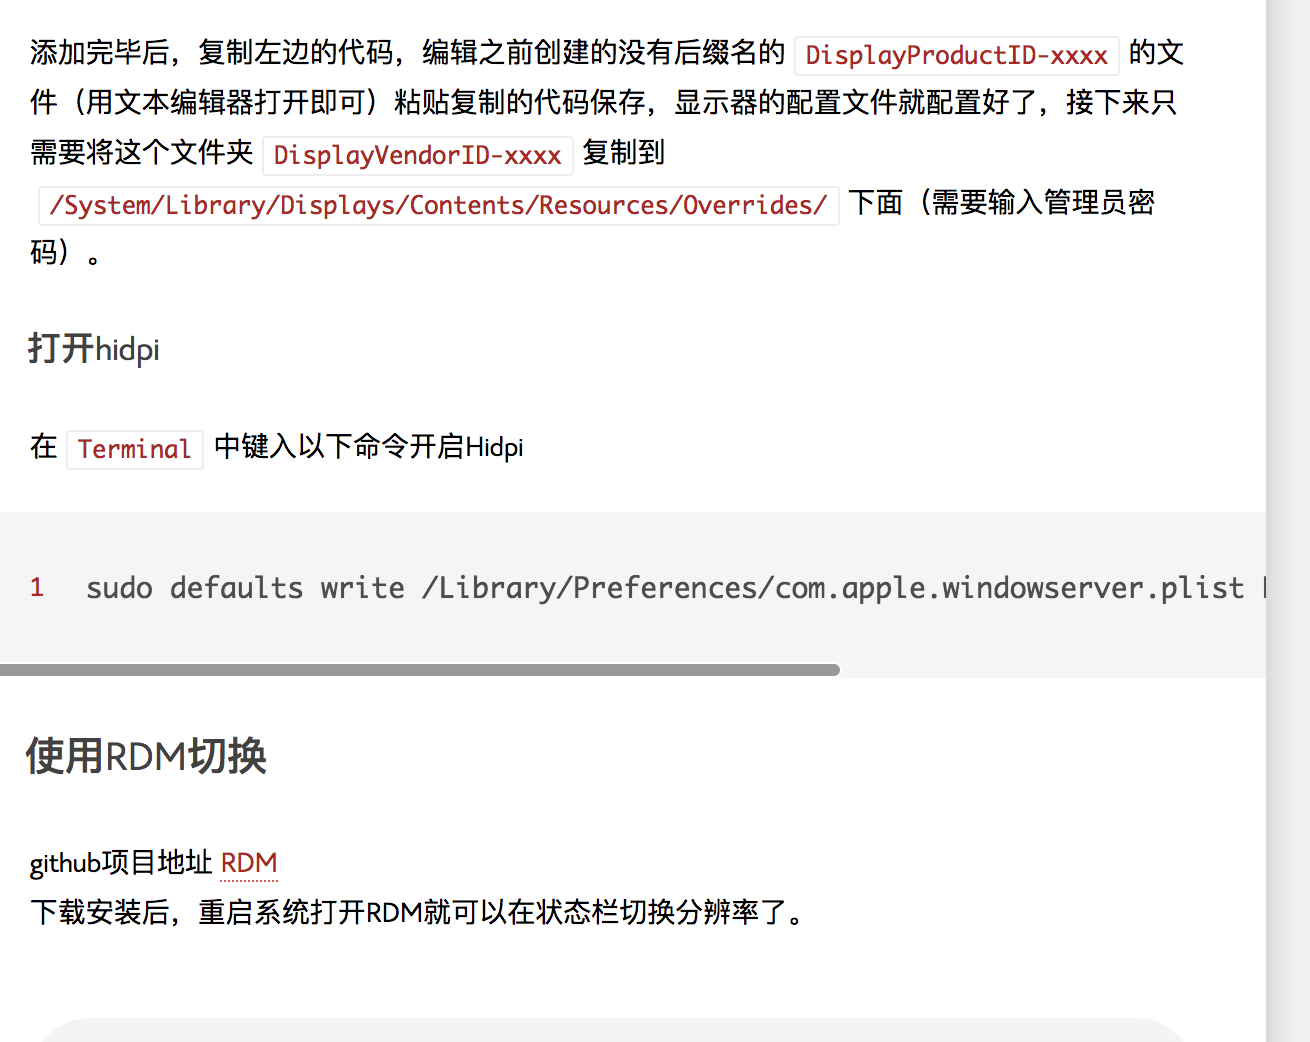 添加完毕后，复制左边的代码，编辑之前创建的没有后缀名的 DisplayProductID-xxxx 的文
件（用文本编辑器打开即可）粘贴复制的代码保存，显示器的配置文件就配置好了，接下来只
需要将这个文件夹 DisplayVendorID-xxxx 复制到
/System/Library/Displays/Contents/Resources/Overrides/ 下面（需要输入管理员密
码）。
打开hidpi
在 Terminal 中键入以下命令开启Hidpi
1 sudo defaults write /Library/Preferences/com.apple.windowserver.plist
使用RDM切换
github项目地址 RDM
下载安装后，重启系统打开RDM就可以在状态栏切换分辨率了。